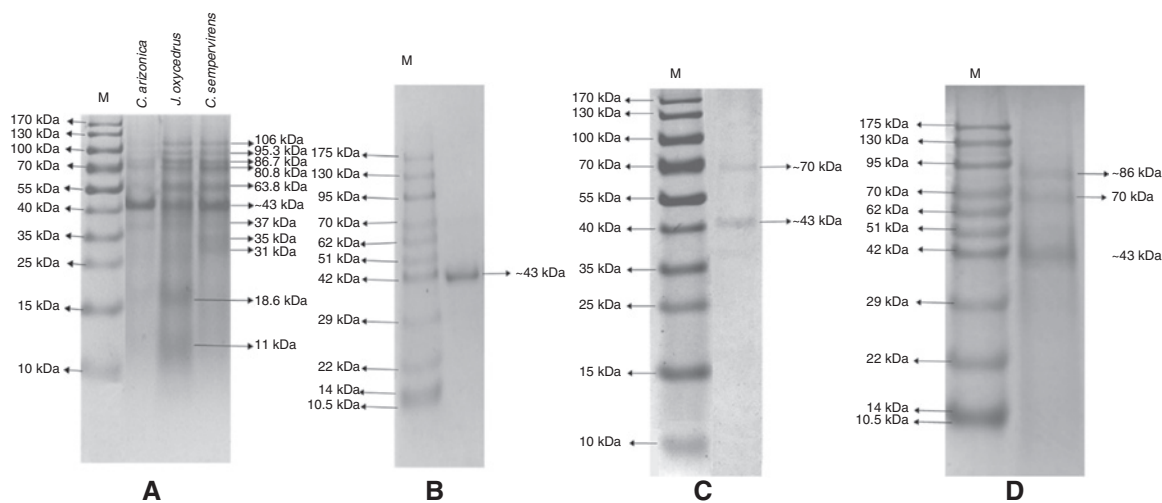 M
C. arizonica
J. oxycedrus
C. sempervirens
170 kDa
130 kDa
100 kDa
70 kDa
55 kDa
40 kDa
35 kDa
25 kDa
15 kDa
10 kDa
106 kDa
95.3 kDa
86.7 kDa
80.8 kDa
63.8 kDa
~43 kDa
37 kDa
35 kDa
31 kDa
18.6 kDa
11 kDa
A
M
175 kDa
130 kDa
95 kDa
70 kDa
62 kDa
51 kDa
42 kDa
29 kDa
22 kDa
14 kDa
10.5 kDa
~43 kDa
B
M
170 kDa
130 kDa
100 kDa
70 kDa
55 kDa
40 kDa
35 kDa
25 kDa
15 kDa
10 kDa
~70 kDa
~43 kDa
C
M
175 kDa
130 kDa
95 kDa
70 kDa
62 kDa
51 kDa
42 kDa
29 kDa
22 kDa
14 kDa
10.5 kDa
~86 kDa
70 kDa
~43 kDa
D